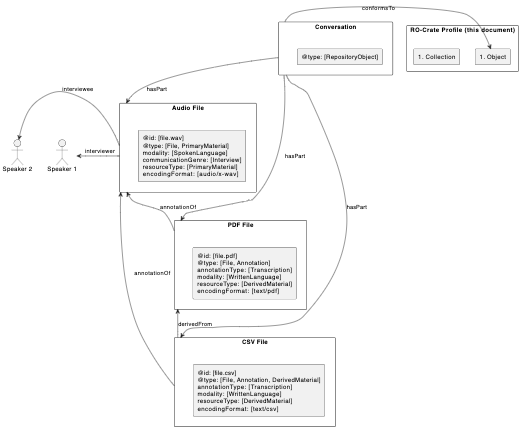 conformsTo
Conversation
@type: [RepositoryObject]
RO-Crate Profile (this document)
1. Collection
1. Object
interviewee
hasPart
Audio File
@id: [file.wav]
@type: [File, PrimaryMaterial]
modality: [SpokenLanguage]
communicationGenre: [Interview]
resourceType: [PrimaryMaterial]
encodingFormat: [audio/x-wav]
interviewer
Speaker 2
Speaker 1
hasPart
annotationOf
hasPart
PDF File
@id: [file.pdf]
@type: [File, Annotation]
annotationType: [Transcription]
modality: [WrittenLanguage]
resourceType: [DerivedMaterial]
encodingFormat: [text/pdf]
annotationOf
derivedFrom
CSV File
@id: [file.csv]
@type: [File, Annotation, DerivedMaterial]
annotationType: [Transcription]
modality: [WrittenLanguage]
resourceType: [DerivedMaterial]
encodingFormat: [text/csv]